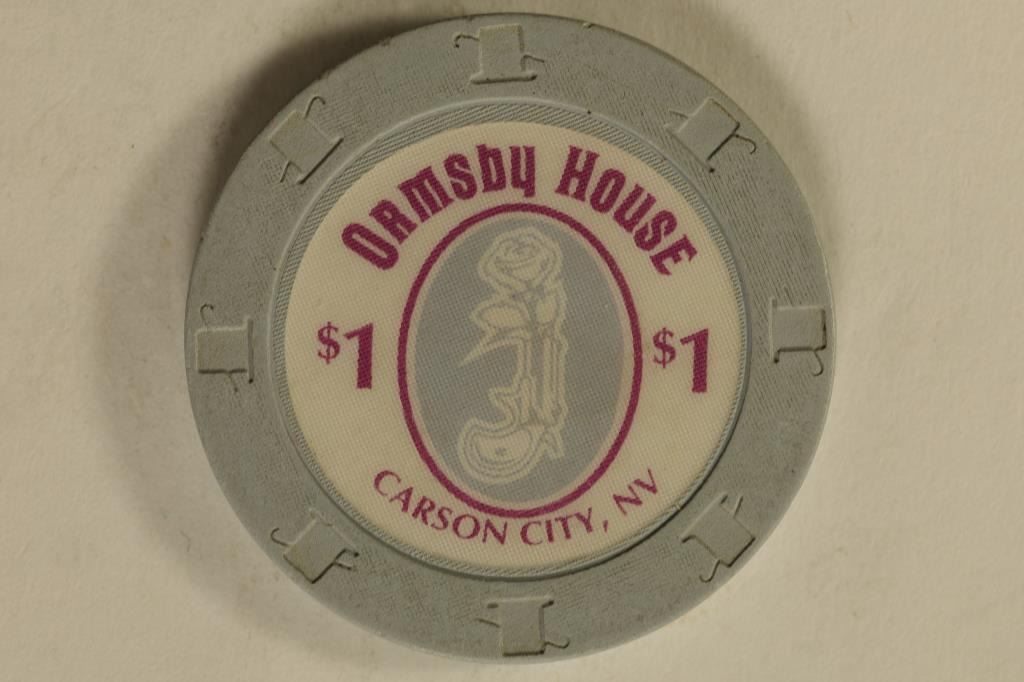 Ormsby House
$1 $1
CARSON CITY, NV